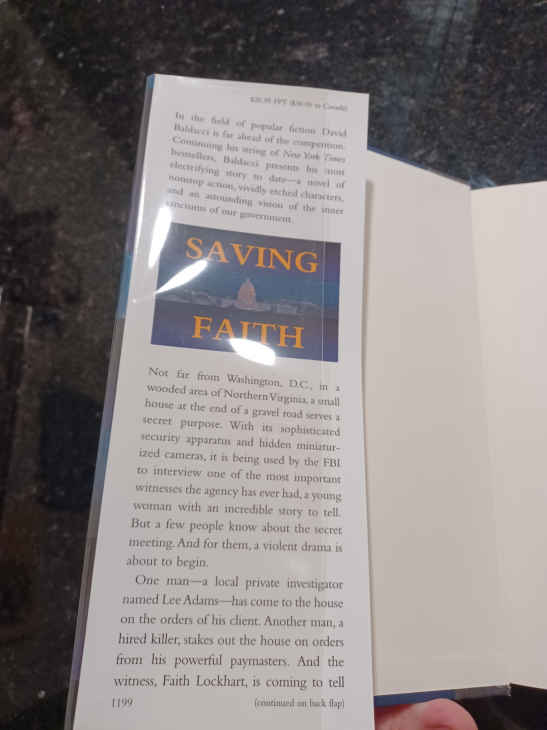 $26.95 FPT ($36.95 in Canada)
In the field of popular fiction David
Baldacci is far ahead of the competition.
Continuing his string of New York Times
bestsellers, Baldacci presents his most
electrifying story to date—a novel of
nonstop action, vividly etched characters,
and an astounding vision of the inner
sanctums of our government.
SAVING
FAITH
Not far from Washington, D.C., in a
wooded area of Northern Virginia, a small
house at the end of a gravel road serves a
secret purpose. With its sophisticated
security apparatus and hidden miniatur-
ized cameras, it is being used by the FBI
to interview one of the most important
witnesses the agency has ever had, a young
woman with an incredible story to tell.
But a few people know about the secret
meeting. And for them, a violent drama is
about to begin.
One man—a local private investigator
named Lee Adams—has come to the house
on the orders of his client. Another man, a
hired killer, stakes out the house on orders
from his powerful paymasters. And the
witness, Faith Lockhart, is coming to tell
1199
(continued on back flap)